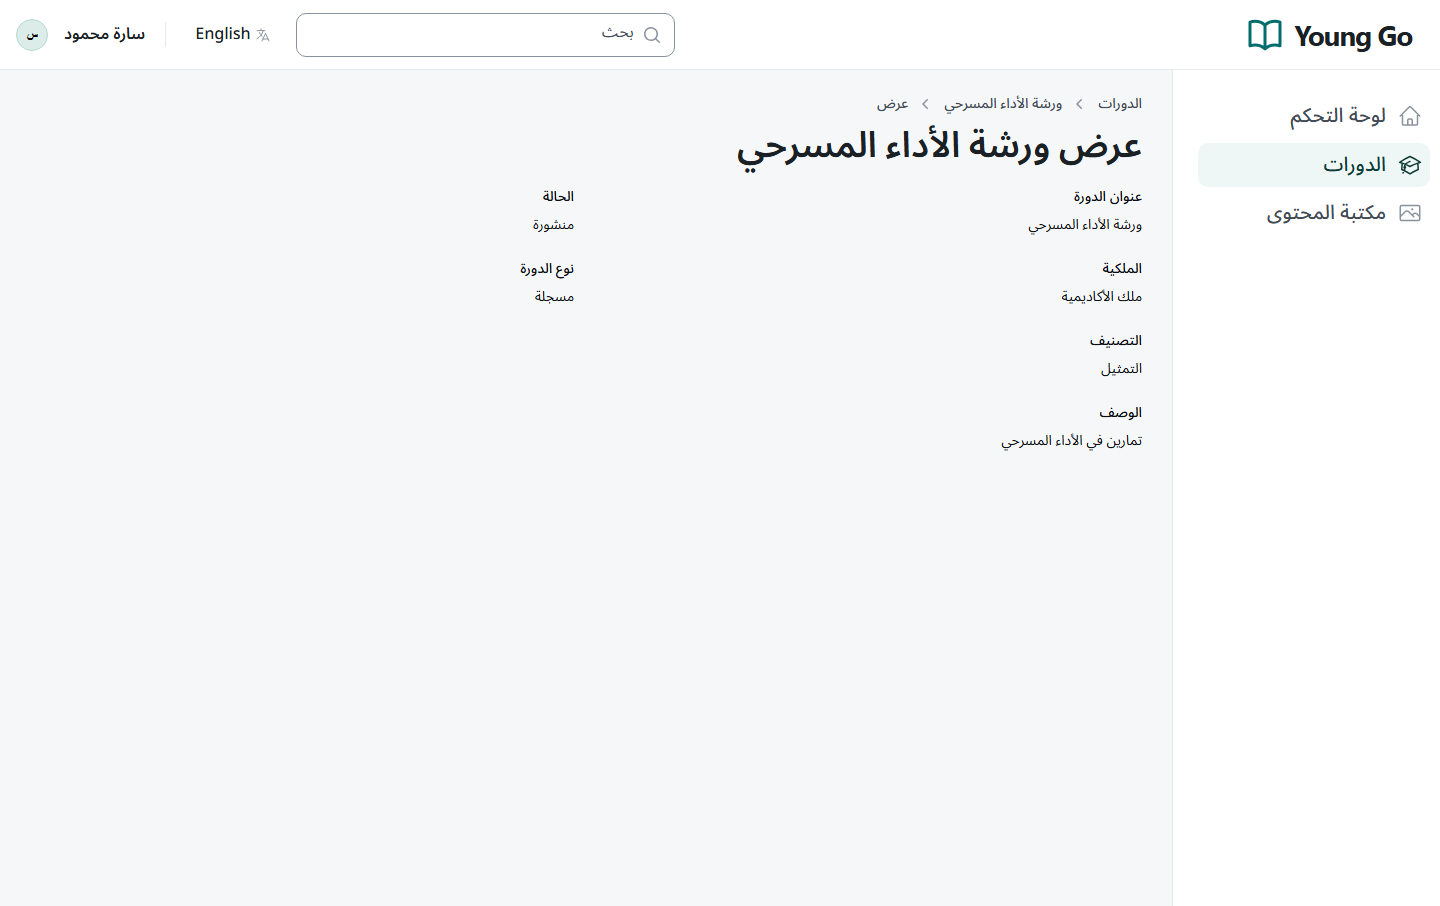 Young Go
بحث
English
سارة محمود
س
لوحة التحكم
الدورات
مكتبة المحتوى
الدورات
ورشة الأداء المسرحي
عرض
عرض ورشة الأداء المسرحي
عنوان الدورة
ورشة الأداء المسرحي
الحالة
منشورة
الملكية
ملك الأكاديمية
نوع الدورة
مسجلة
التصنيف
التمثيل
الوصف
تمارين في الأداء المسرحي